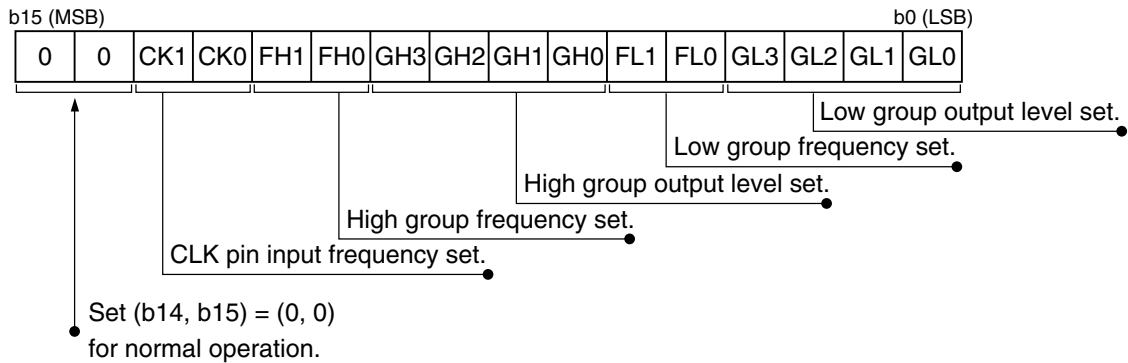 b15 (MSB) b0 (LSB)
0 0 CK1 CK0 FH1 FH0 GH3 GH2 GH1 GH0 FL1 FL0 GL3 GL2 GL1 GL0
Low group output level set.
Low group frequency set.
High group output level set.
High group frequency set.
CLK pin input frequency set.
Set (b14, b15) = (0, 0)
for normal operation.